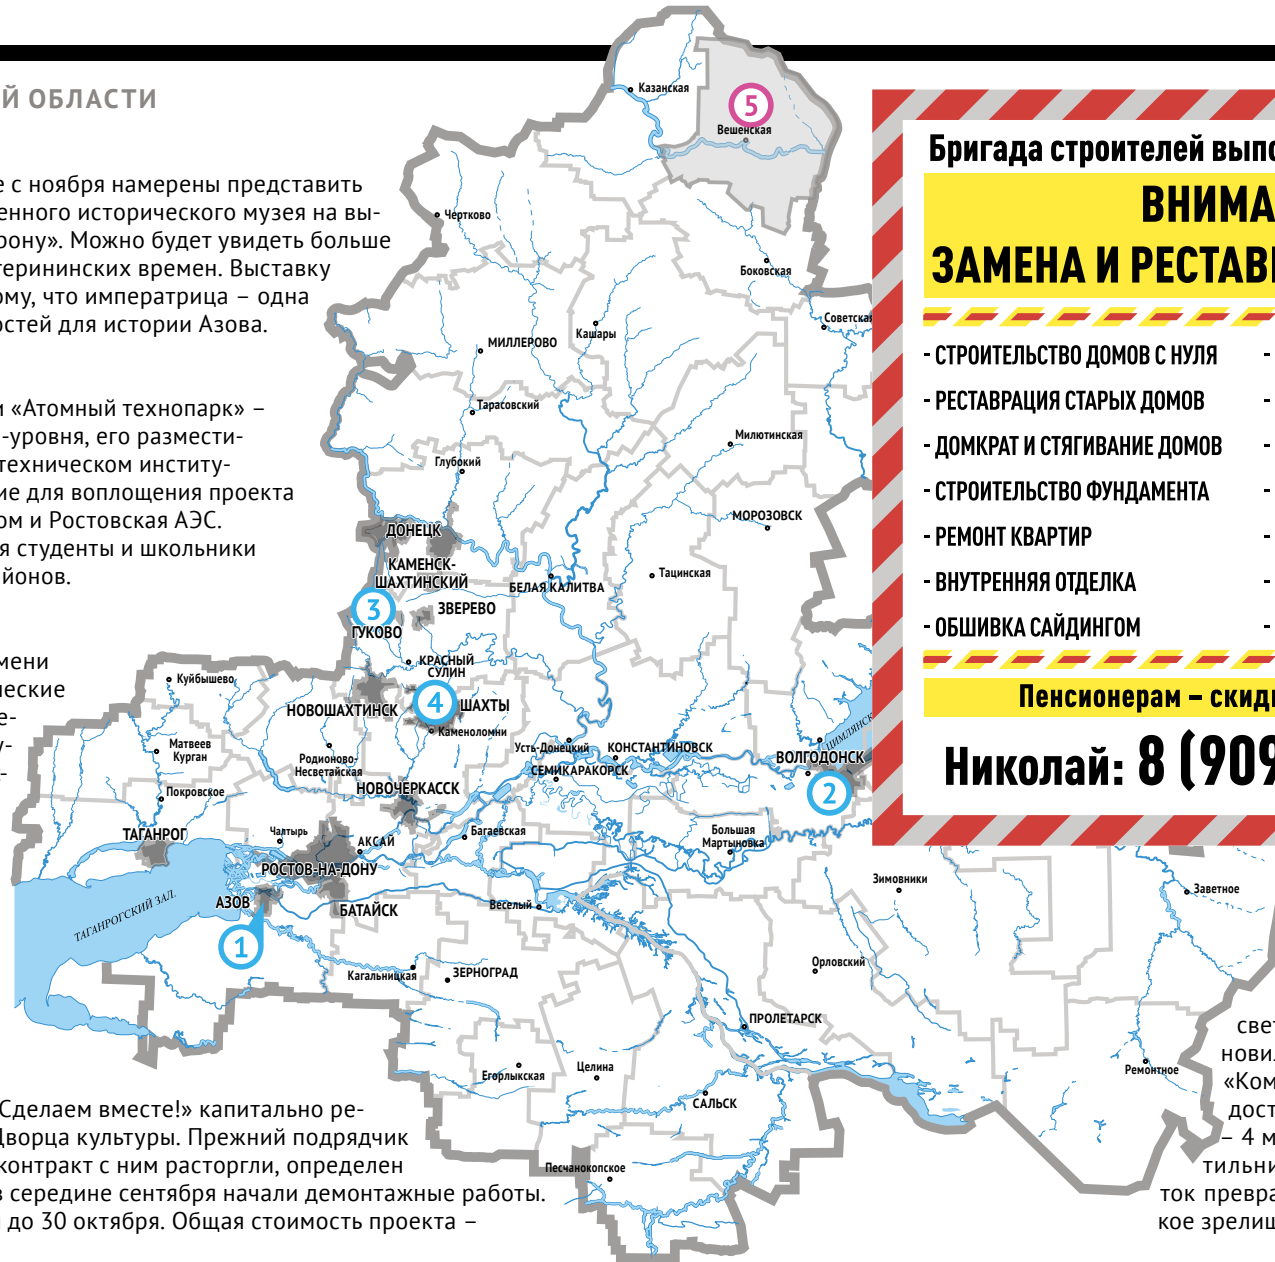 Й ОБЛАСТИ
е с ноября намерены представить
енного исторического музея на вы-
рону». Можно будет увидеть больше
терининских времен. Выставку
ому, что императрица – одна
остей для истории Азова.
и «Атомный технопарк» –
-уровня, его размести-
техническом институ-
ие для воплощения проекта
ом и Ростовская АЭС.
я студенты и школьники
йонов.
мени
ческие
е-
у-
-
Сделаем вместе!» капитально ре-
Дворца культуры. Прежний подрядчик
контракт с ним расторгли, определен
в середине сентября начали демонтажные работы.
до 30 октября. Общая стоимость проекта –
Казанская
5
Вешенская
Чертково
Боковская
Советская
Кашары
МИЛЛЕРОВО
Тарасовский
Милютинская
Глубокий
МОРОЗОВСК
ДОНЕЦК
КАМЕНСК-
ШАХТИНСКИЙ
Тацинская
БЕЛАЯ КАЛИТВА
3
ЗВЕРЕВО
ГУКОВО
КРАСНЫЙ
СУЛИН
Куйбышево
4
НОВОШАХТИНСК
ШАХТЫ
Каменоломни
Матвеев
Курган
Родионово-
Несветайская
Усть-Донецкий
КОНСТАНТИНОВСК
ЦИМЛЯНСК
ВОЛГОДОНСК
СЕМИКАРАКОРСК
2
Покровское
НОВОЧЕРКАССК
ТАГАНРОГ
Чалтырь
АКСАЙ
Багаевская
Большая
Мартыновка
РОСТОВ-НА-ДОНУ
Зимовники
Заветное
ТАГАНРОГСКИЙ ЗАЛ.
АЗОВ
БАТАЙСК
Веселый
1
Кагальницкая
ЗЕРНОГРАД
Орловский
ПРОЛЕТАРСК
Егорлыкская
Целина
Ремонтное
САЛЬСК
Песчанокопское
Бригада строителей выпо
ВНИМА
ЗАМЕНА И РЕСТАВ
- СТРОИТЕЛЬСТВО ДОМОВ С НУЛЯ -
- РЕСТАВРАЦИЯ СТАРЫХ ДОМОВ -
- ДОМКРАТ И СТЯГИВАНИЕ ДОМОВ -
- СТРОИТЕЛЬСТВО ФУНДАМЕНТА -
- РЕМОНТ КВАРТИР -
- ВНУТРЕННЯЯ ОТДЕЛКА -
- ОБШИВКА САЙДИНГОМ -
Пенсионерам – скид
Николай: 8 (909
свет
новил
«Ком
дост
– 4 м
тильни
ток превра
кое зрелищ